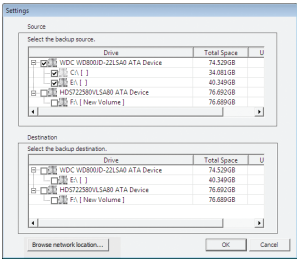 Settings
Source
Select the backup source.
Drive Total Space U
WDC WD800JD-22LSA0 ATA Device 74.529GB
C:\ [ ] 34.081GB
E:\ [ ] 40.349GB
HDS722580VLSA80 ATA Device 76.692GB
F:\ [ New Volume ] 76.689GB
Destination
Select the backup destination.
Drive Total Space U
WDC WD800JD-22LSA0 ATA Device 74.529GB
E:\ [ ] 40.349GB
HDS722580VLSA80 ATA Device 76.692GB
F:\ [ New Volume ] 76.689GB
Browse network location... OK Cancel